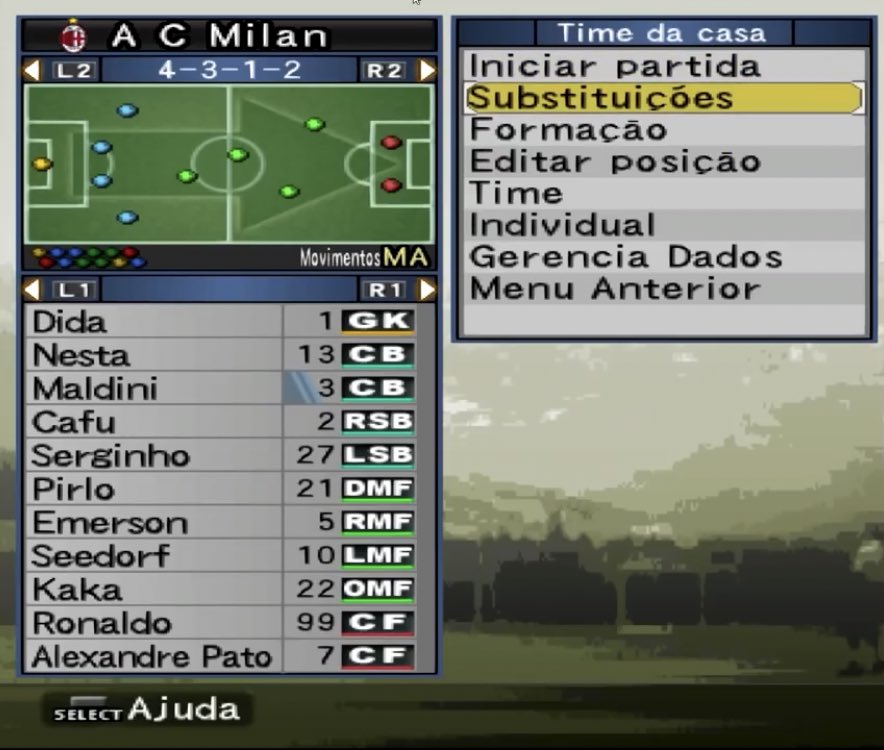 A C Milan
L2 4-3-1-2 R2
Movimentos MA
L1 R1
Dida 1 GK
Nesta 13 CB
Maldini 3 CB
Cafu 2 RSB
Serginho 27 LSB
Pirlo 21 DMF
Emerson 5 RMF
Seedorf 10 LMF
Kaka 22 OMF
Ronaldo 99 CF
Alexandre Pato 7 CF
Time da casa
Iniciar partida
Substituições
Formação
Editar posição
Time
Individual
Gerencia Dados
Menu Anterior
SELECT Ajuda